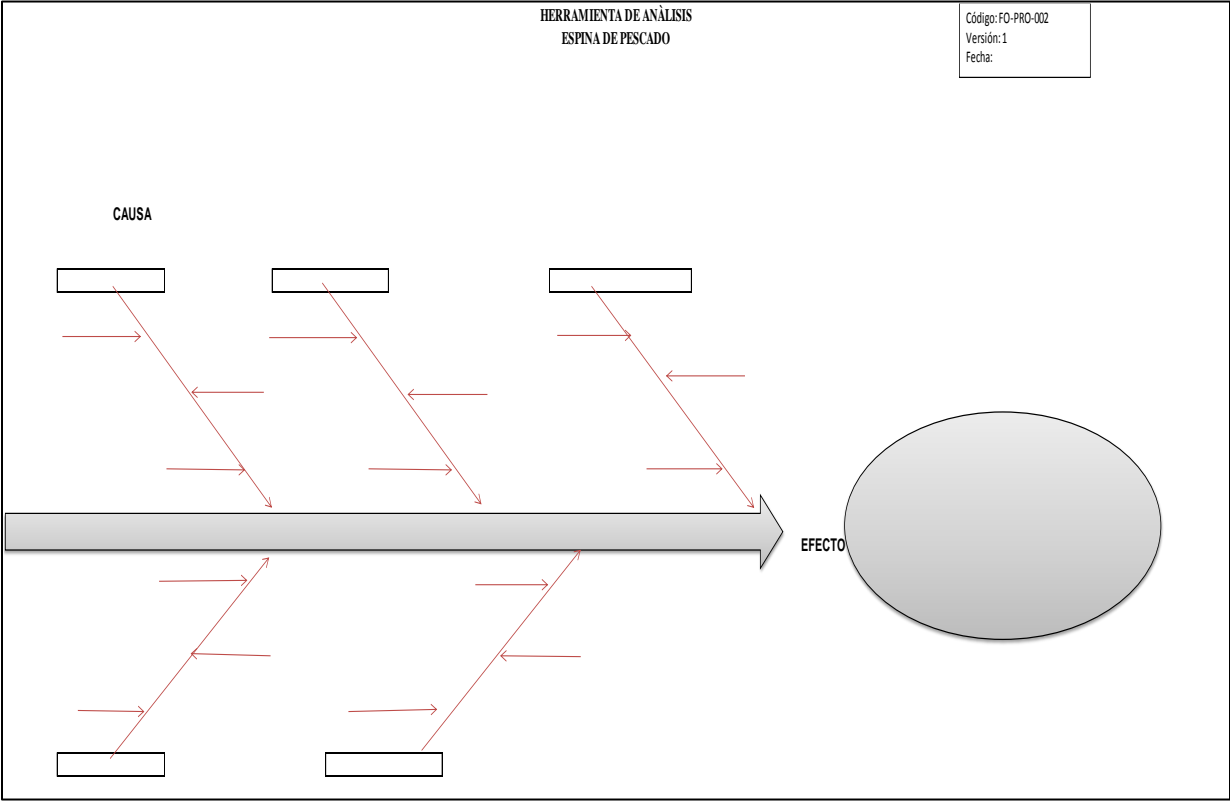 HERRAMIENTA DE ANÀLISIS
ESPINA DE PESCADO
Código: FO-PRO-002
Versión: 1
Fecha:
CAUSA
EFECTO